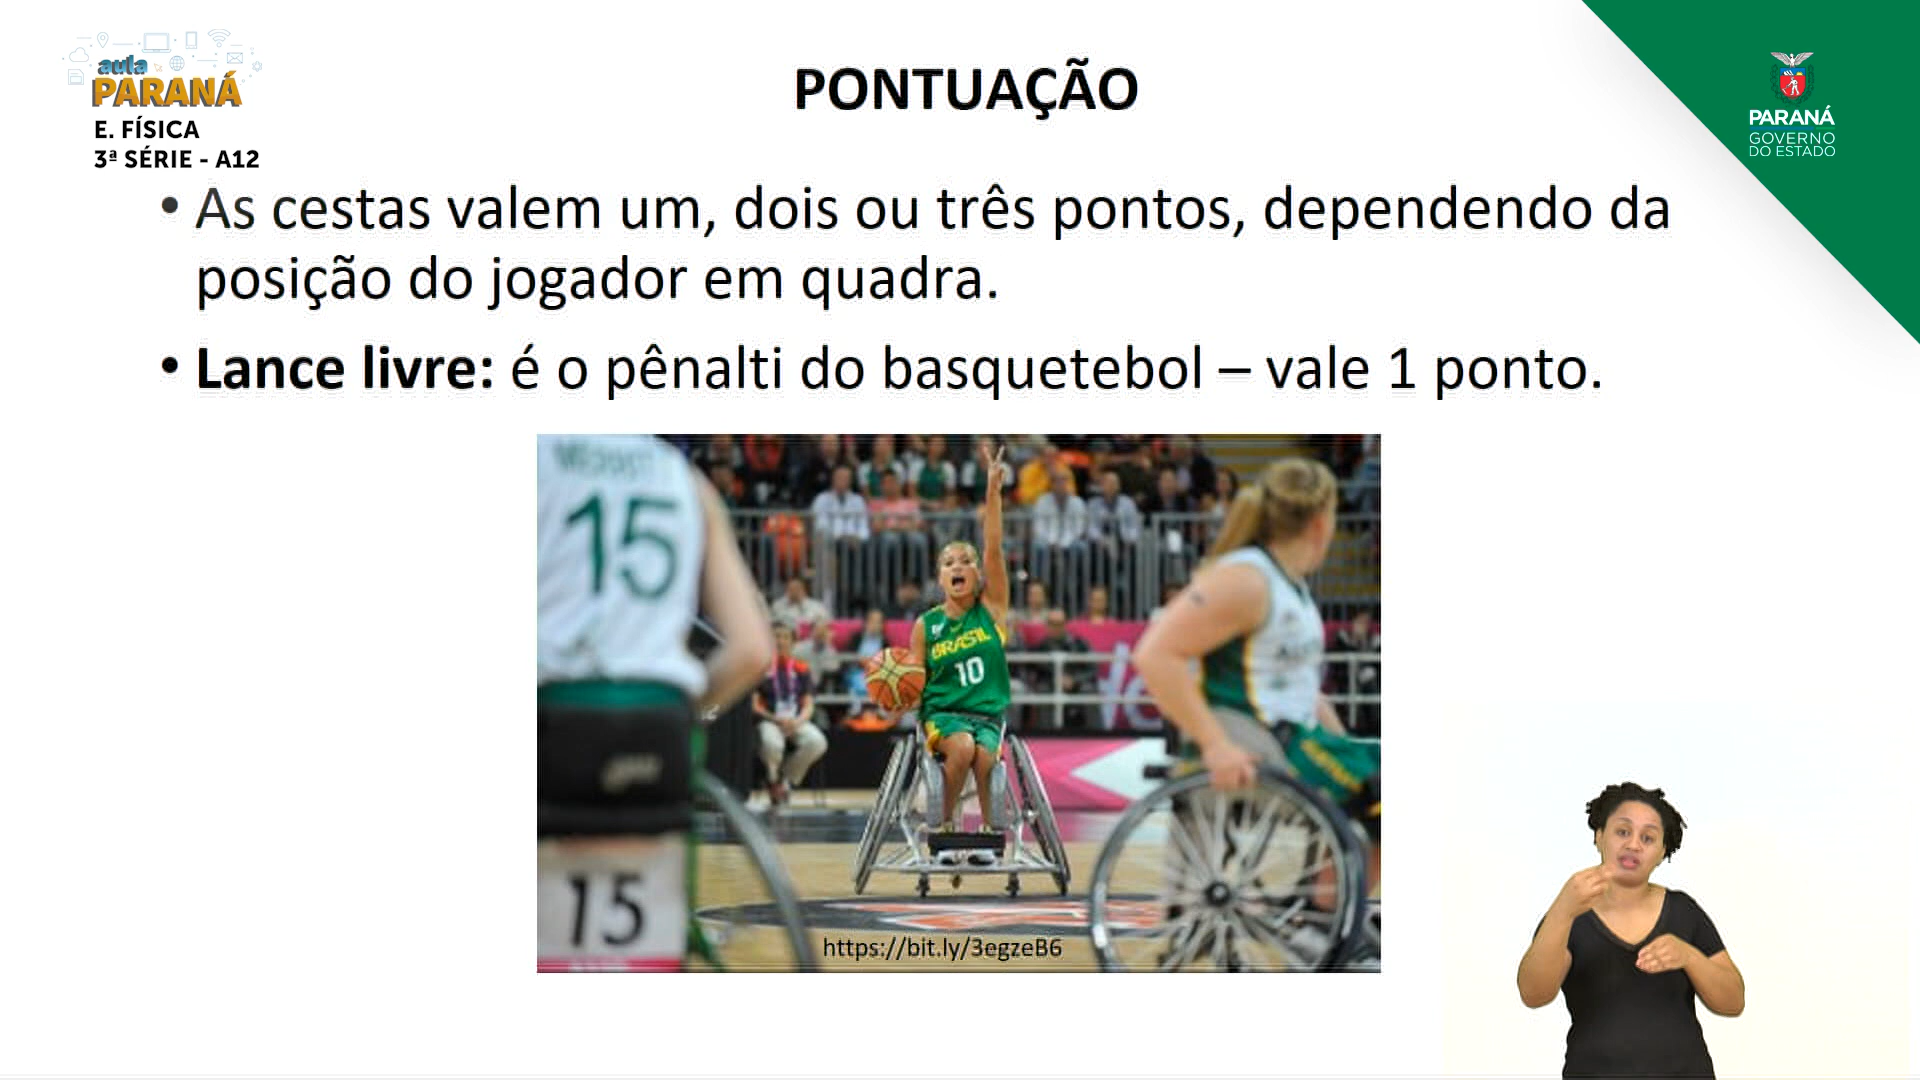 aula
PARANÁ
E. FÍSICA
3ª SÉRIE - A12
PONTUAÇÃO
PARANÁ
GOVERNO
DO ESTADO
• As cestas valem um, dois ou três pontos, dependendo da
posição do jogador em quadra.
• Lance livre: é o pênalti do basquetebol – vale 1 ponto.
15
BRASIL
10
15
https://bit.ly/3egzeB6